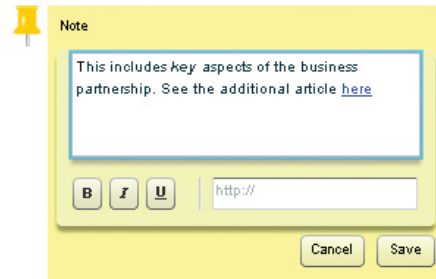 Note
This includes key aspects of the business
partnership. See the additional article here
B I U http://
Cancel Save